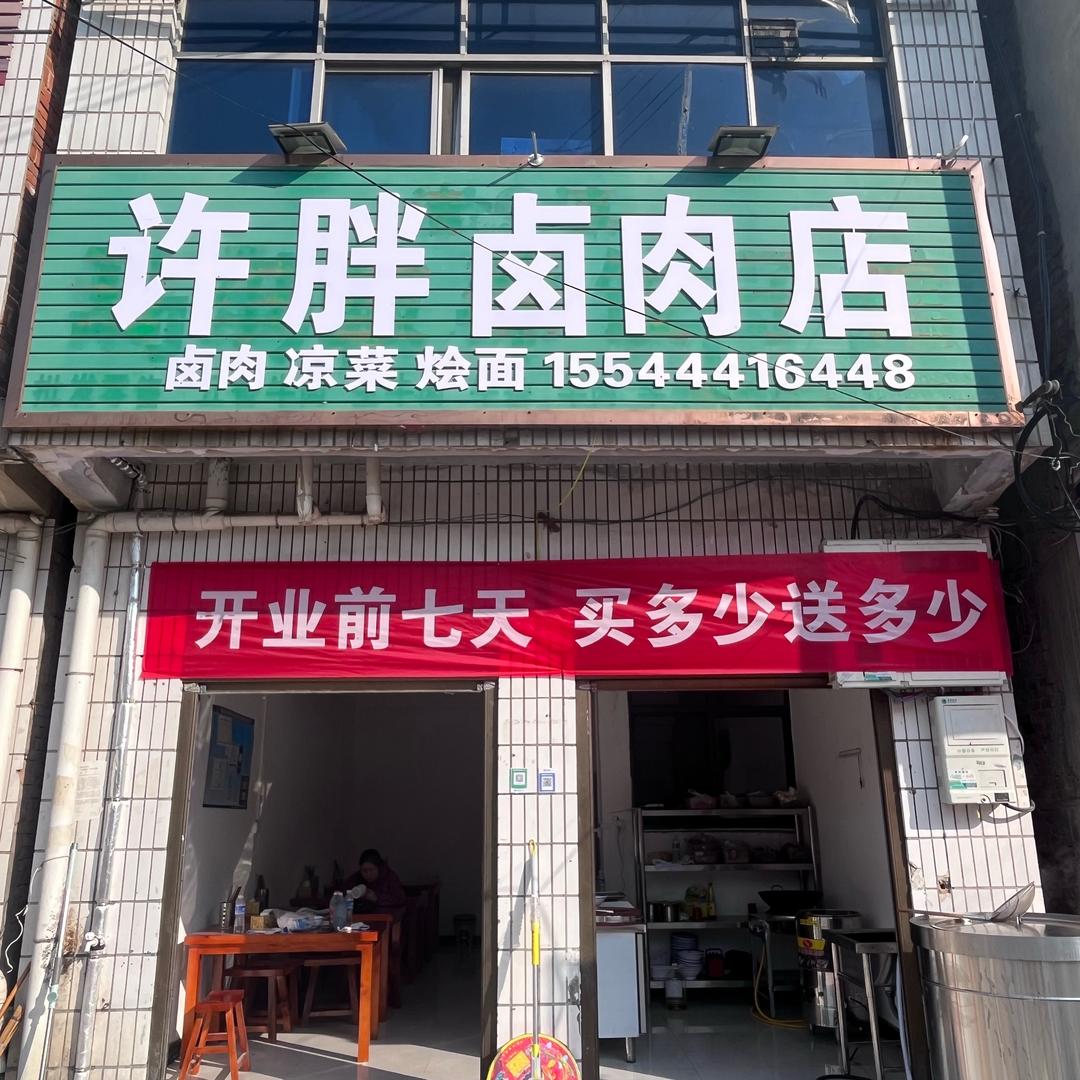 许胖卤肉店
卤肉 凉菜 烩面 15544416448
开业前七天 买多少送多少